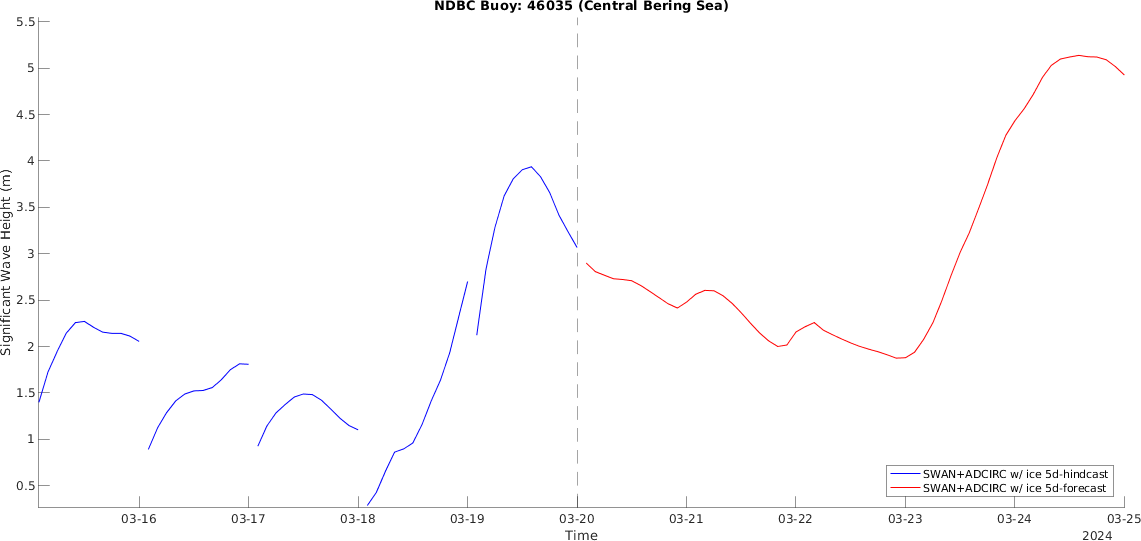 NDBC Buoy: 46035 (Central Bering Sea)
5.5
5
4.5
4
3.5
3
2.5
2
1.5
1
0.5
Significant Wave Height (m)
SWAN+ADCIRC w/ ice 5d-hindcast
SWAN+ADCIRC w/ ice 5d-forecast
03-16 03-17 03-18 03-19 03-20 03-21 03-22 03-23 03-24 03-25
Time
2024